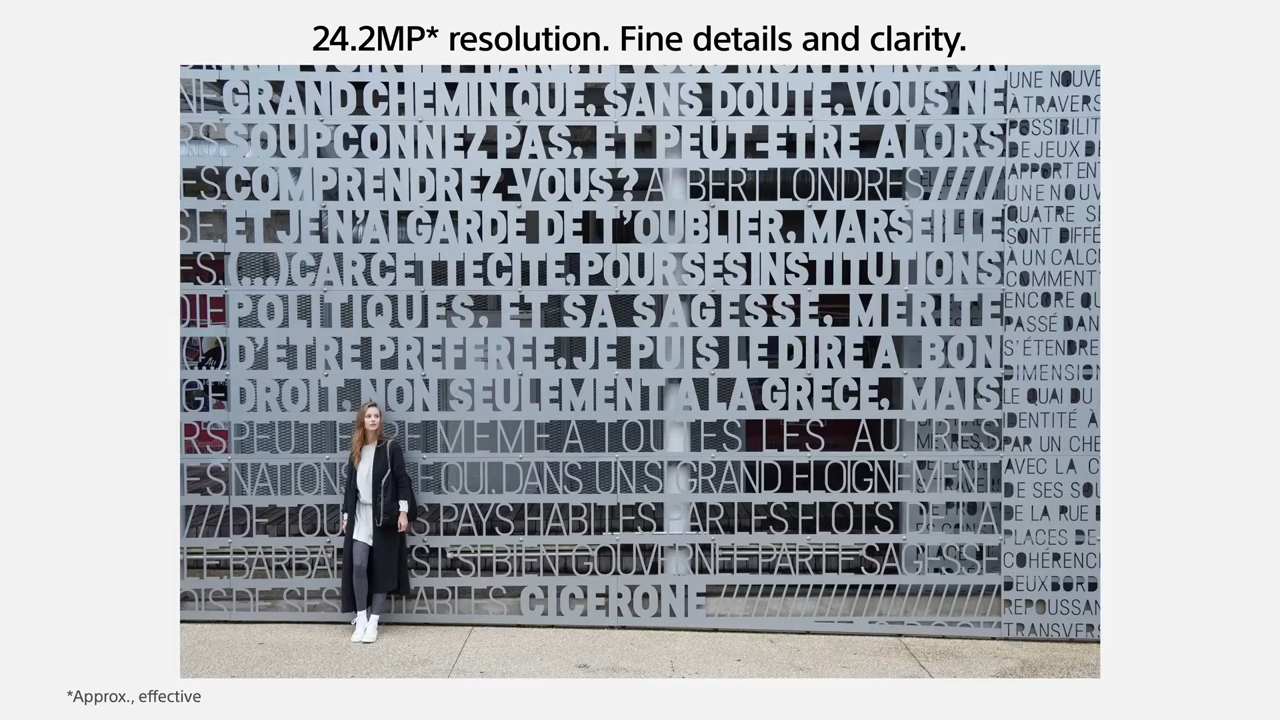 24.2MP* resolution. Fine details and clarity.
GRAND CHEMIN QUE, SANS DOUTE, VOUS NE
SOUPCONNEZ PAS, ET PEUT-ETRE ALORS
COMPRENDREZ-VOUS ? ALBERT LONDRES /////
ET JE N'AI GARDE DE T'OUBLIER, MARSEILLE
(...) CAR CETTE CITE, POUR SES INSTITUTIONS
POLITIQUES, ET SA SAGESSE, MERITE
D'ETRE PREFEREE, JE PUIS LE DIRE A BON
DROIT, NON SEULEMENT A LA GRECE, MAIS
MEME A TOUTES LES AUTRES
NATIONS QUI, DANS UN SI GRAND ELOIGNEMENT
DE TOUS PAYS HABITES PAR LES FLOTS DE LA
BARBARIE EST SI BIEN GOUVERNEE PAR LE SAGESSE
DE SES NOTABLES CICERONE
UNE NOUVE
À TRAVERS
POSSIBILIT
DE JEUX DE
APPORT EN
UNE NOUV
QUATRE SE
SONT DIFFÉ
À UN CALC
COMMENT
ENCORE QU
PASSÉ DAN
S'ÉTENDRE
DIMENSION
LE QUAI DU
IDENTITÉ À
PAR UN CHE
AVEC LA C
DE SES SOU
DE LA RUE
PLACES DE
COHÉRENC
DEUX BORD
REPOUSSAN
TRANSVERS
*Approx., effective